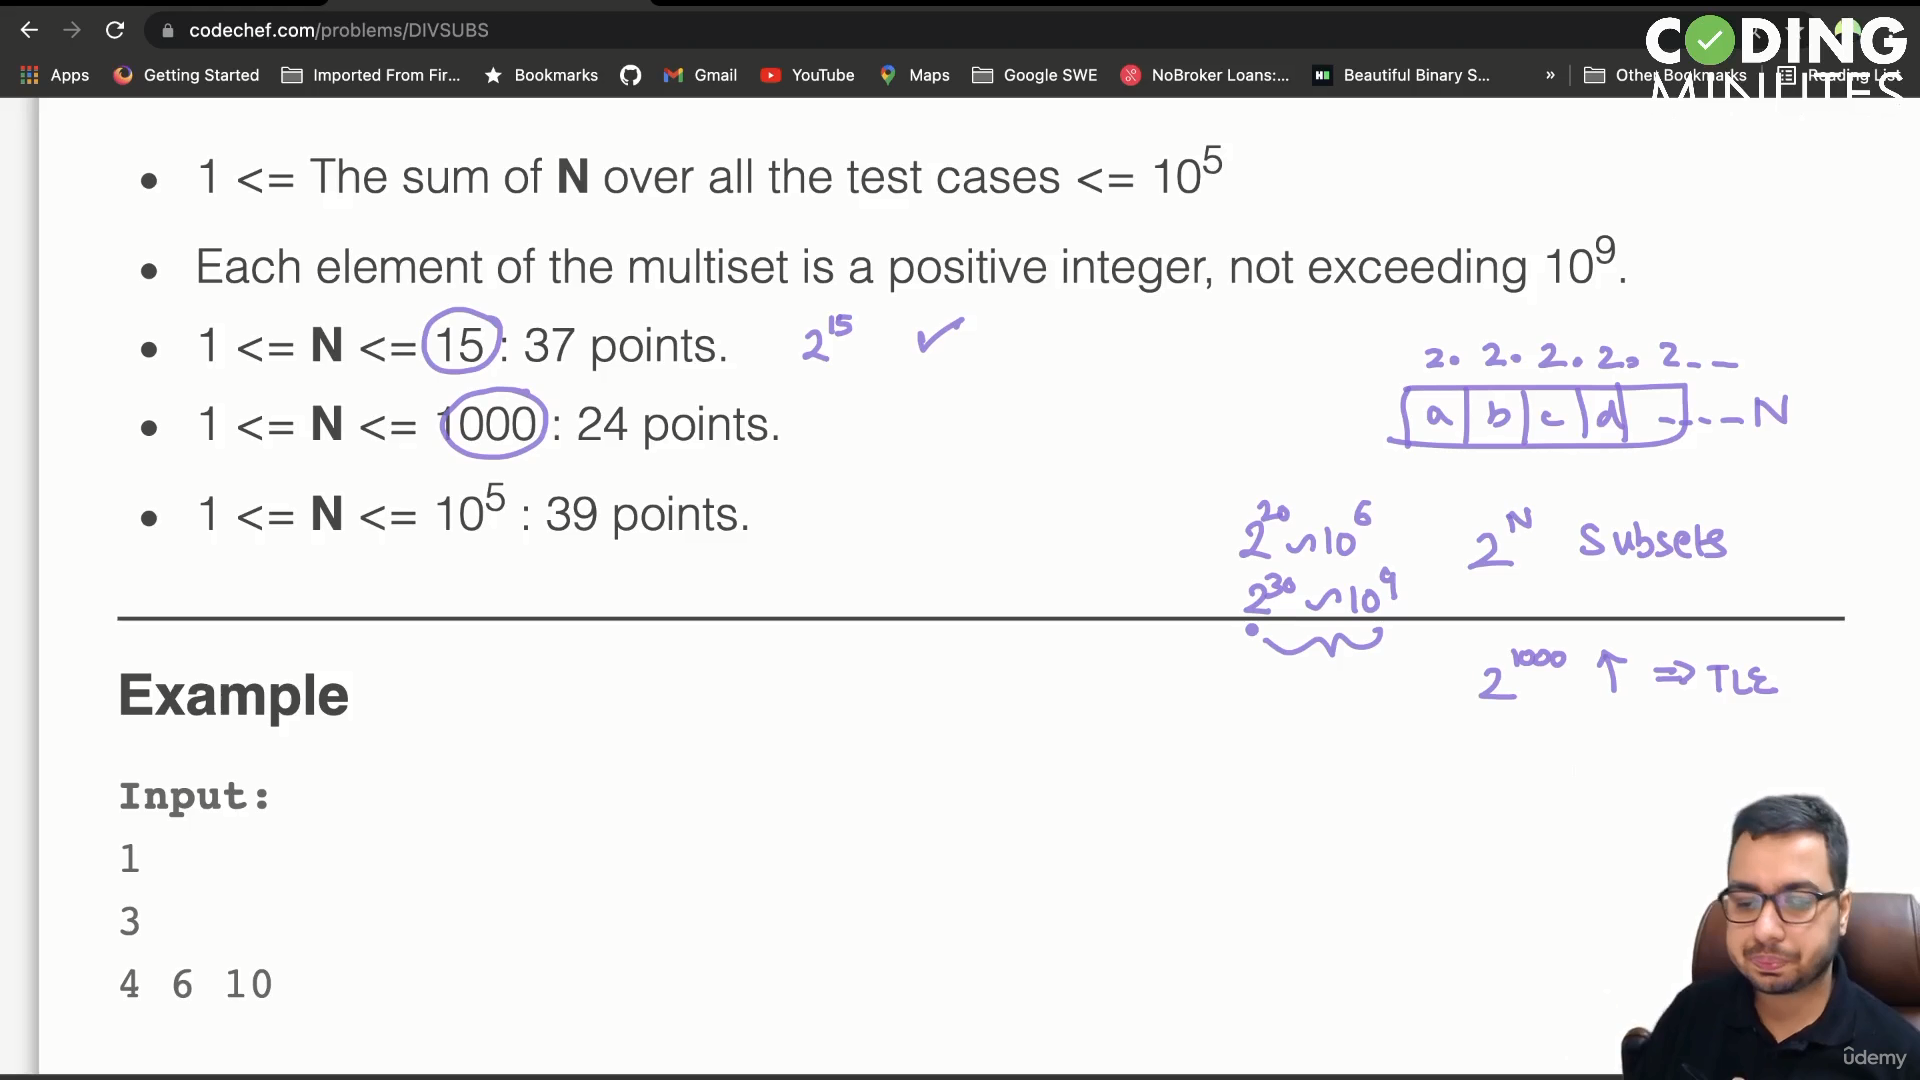 codechef.com/problems/DIVSUBS
CODING
MINUTES
Apps Getting Started Imported From Fir... Bookmarks Gmail YouTube Maps Google SWE NoBroker Loans:... Beautiful Binary S... » Other Bookmarks Reading List
• 1 <= The sum of N over all the test cases <= 10^5
• Each element of the multiset is a positive integer, not exceeding 10^9.
• 1 <= N <= 15 : 37 points. 2^15 ✓
2. 2. 2. 2. 2 - -
a b c d - - - - - N
• 1 <= N <= 1000 : 24 points.
• 1 <= N <= 10^5 : 39 points.
2^20 ~ 10^6
2^N Subsets
2^30 ~ 10^9
2^1000 ↑ ⇒ TLE
Example
Input:
1
3
4 6 10
ûdemy